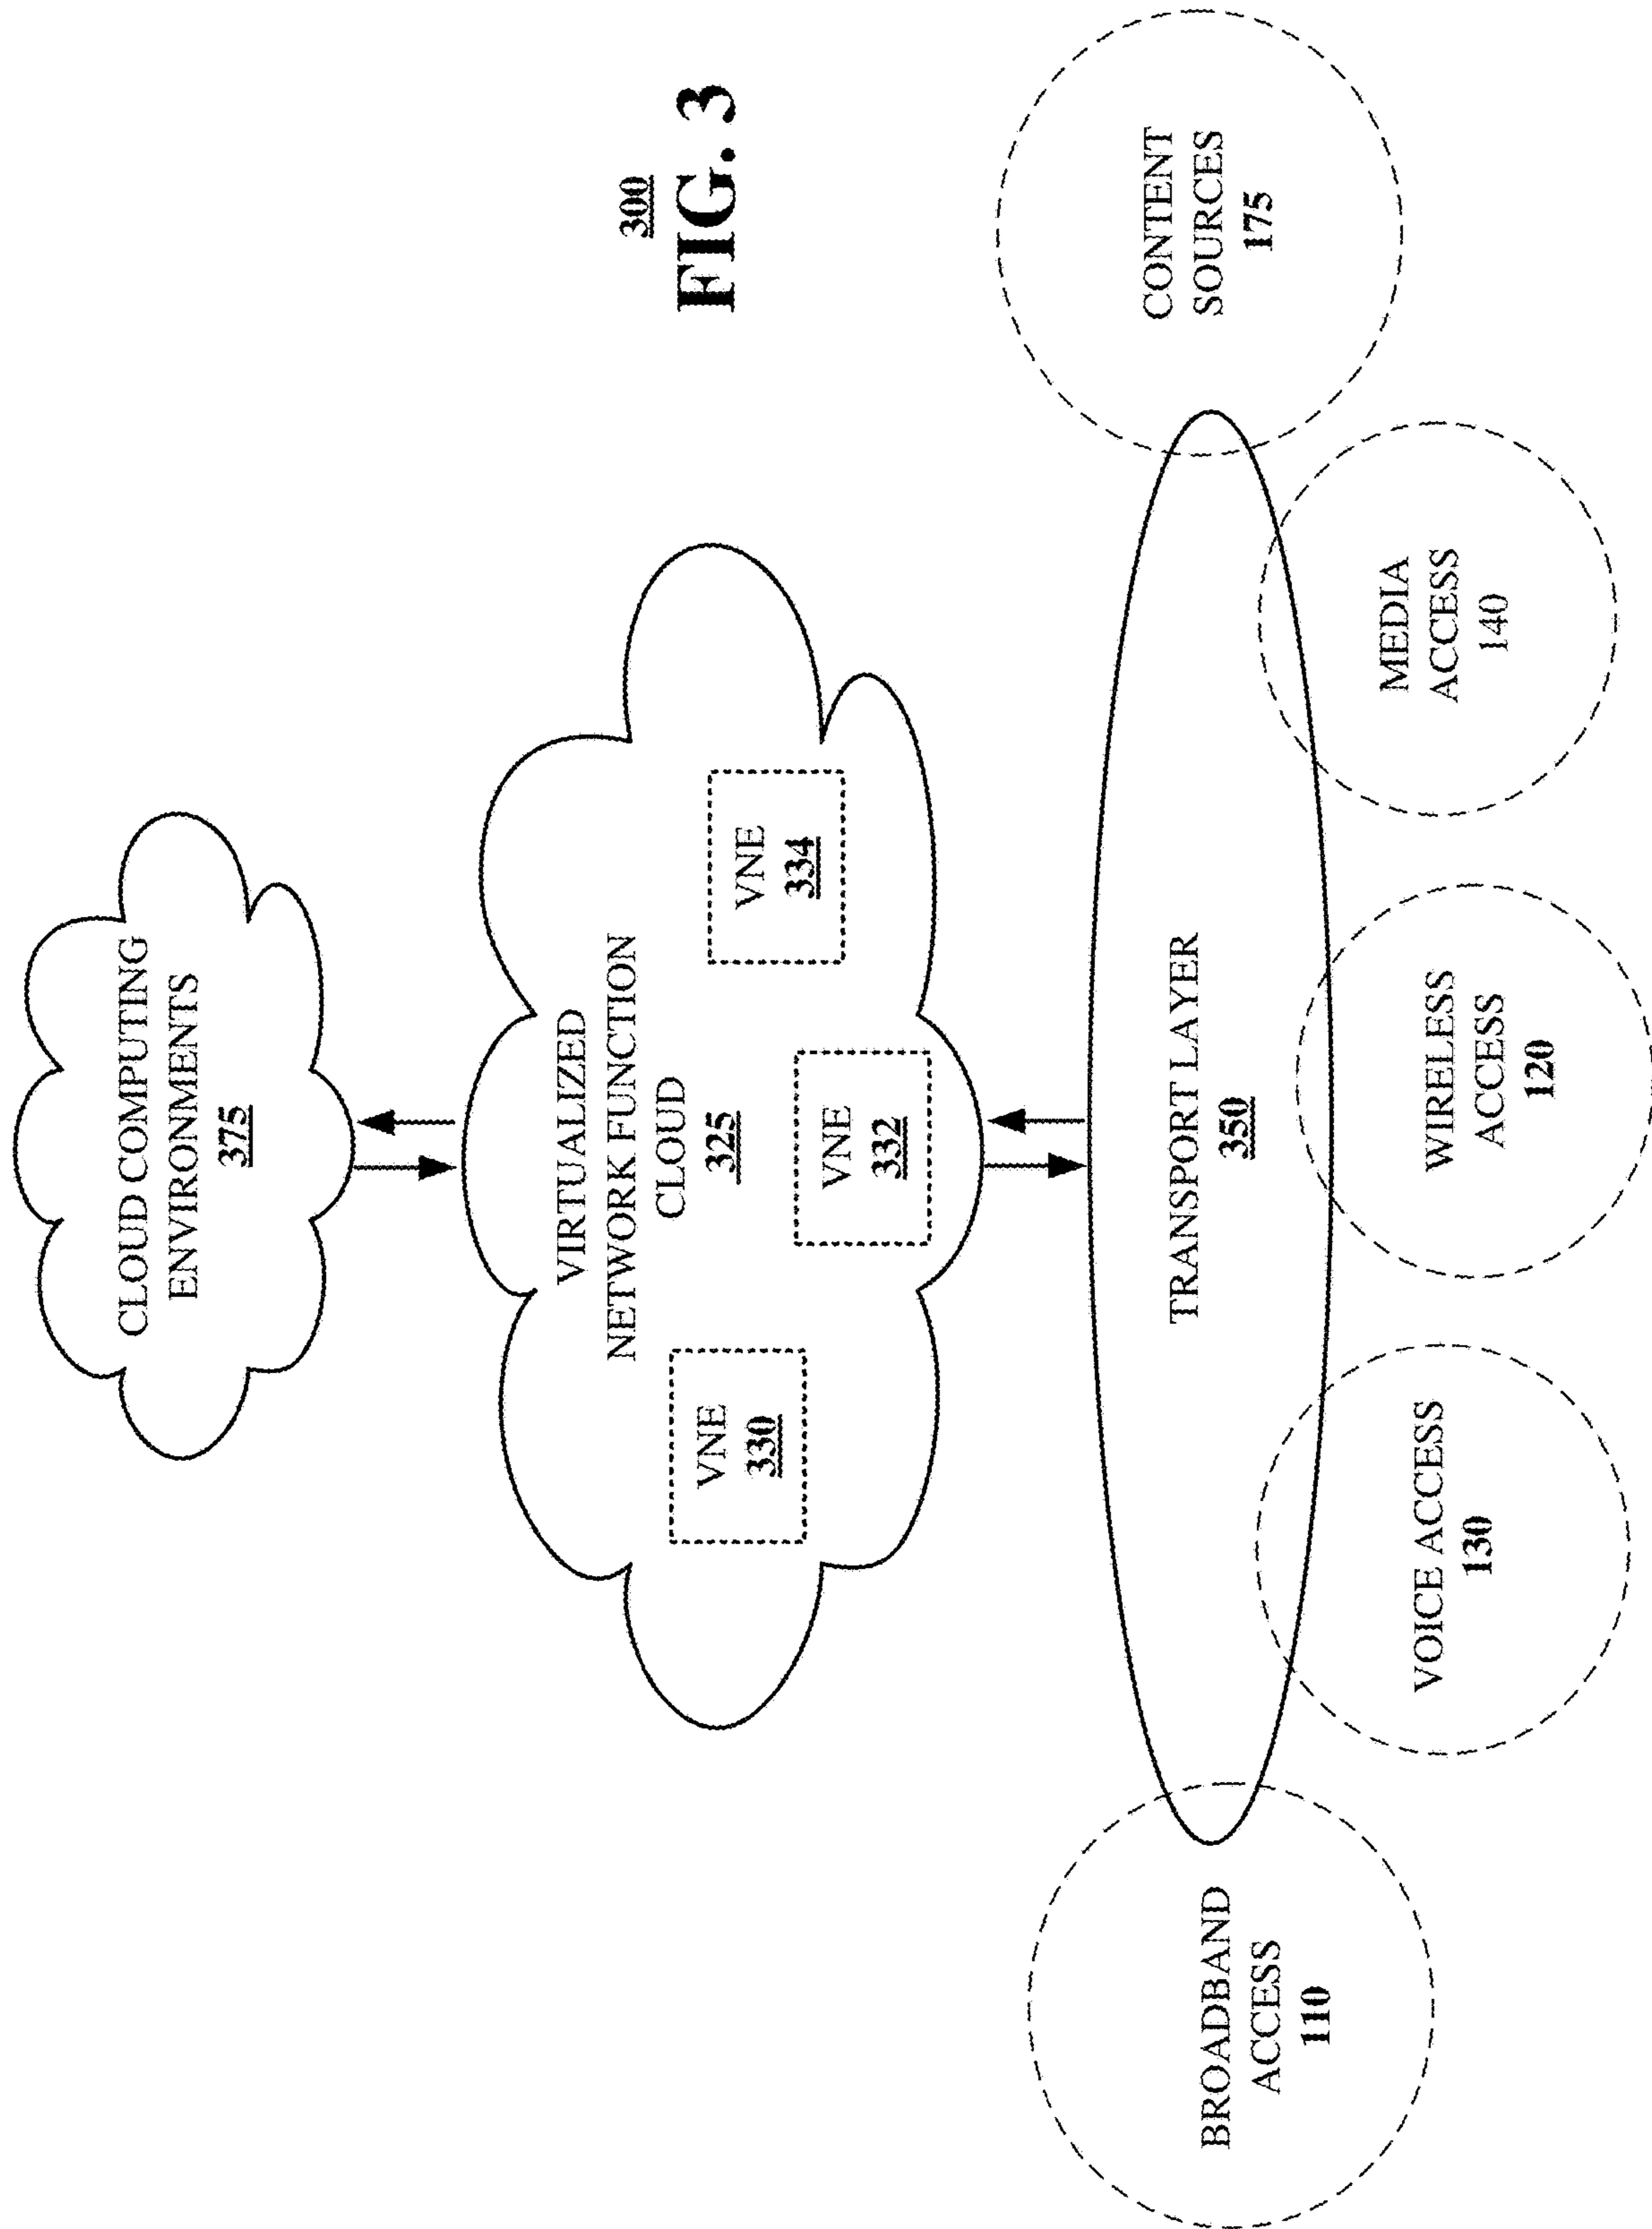 CLOUD COMPUTING
ENVIRONMENTS
375
VIRTUALIZED
NETWORK FUNCTION
CLOUD
325
VNE
330
VNE
332
VNE
334
300
FIG. 3
TRANSPORT LAYER
350
BROADBAND
ACCESS
110
VOICE ACCESS
130
WIRELESS
ACCESS
120
MEDIA
ACCESS
140
CONTENT
SOURCES
175